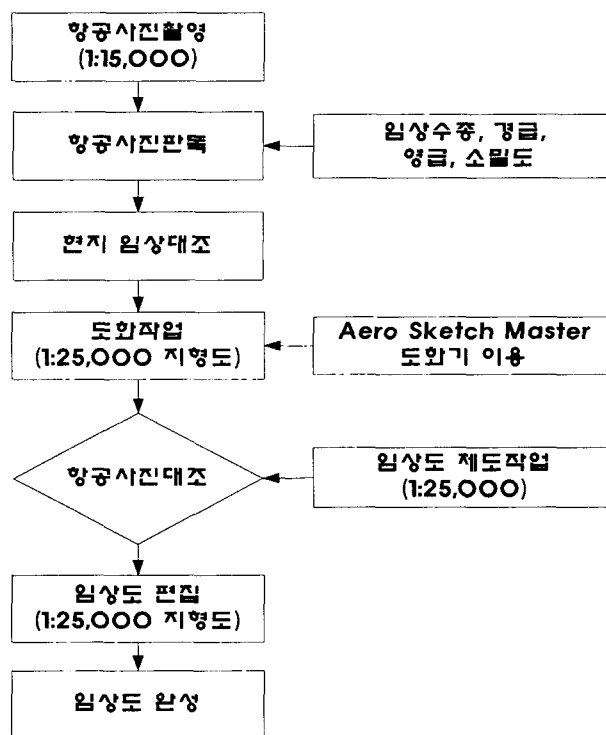 항공사진촬영
(1:15,000)
항공사진판독
임상수종, 경급,
영급, 소밀도
현지 임상대조
도화작업
(1:25,000 지형도)
Aero Sketch Master
도화기 이용
항공사진대조
임상도 제도작업
(1:25,000)
임상도 편집
(1:25,000 지형도)
임상도 완성